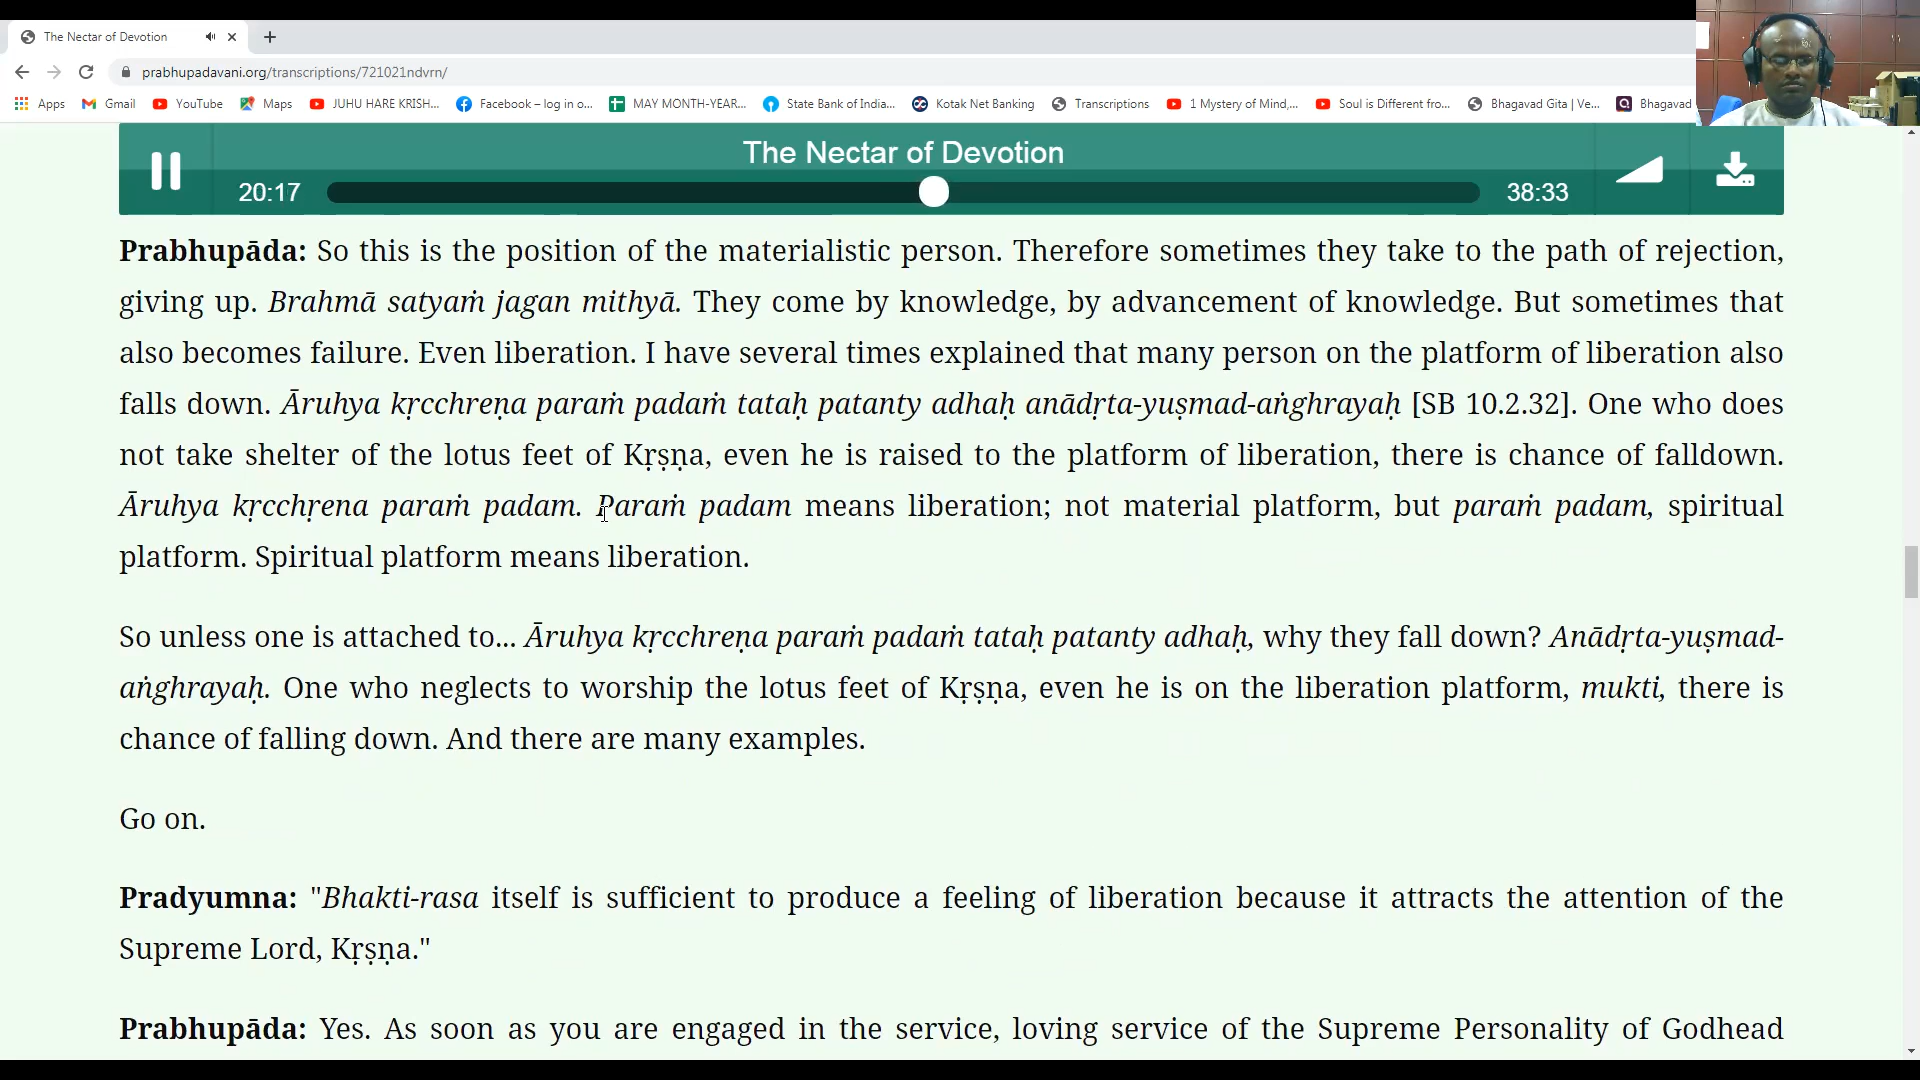 The Nectar of Devotion
prabhupadavani.org/transcriptions/721021ndvrn/
Apps Gmail YouTube Maps JUHU HARE KRISH... Facebook – log in o... MAY MONTH-YEAR... State Bank of India... Kotak Net Banking Transcriptions 1 Mystery of Mind,... Soul is Different fro... Bhagavad Gita | Ve... Bhagavad
The Nectar of Devotion
20:17 38:33
Prabhupāda: So this is the position of the materialistic person. Therefore sometimes they take to the path of rejection,
giving up. Brahmā satyaṁ jagan mithyā. They come by knowledge, by advancement of knowledge. But sometimes that
also becomes failure. Even liberation. I have several times explained that many person on the platform of liberation also
falls down. Āruhya kṛcchreṇa paraṁ padaṁ tataḥ patanty adhaḥ anādṛta-yuṣmad-aṅghrayaḥ [SB 10.2.32]. One who does
not take shelter of the lotus feet of Kṛṣṇa, even he is raised to the platform of liberation, there is chance of falldown.
Āruhya kṛcchṛena paraṁ padam. Paraṁ padam means liberation; not material platform, but paraṁ padam, spiritual
platform. Spiritual platform means liberation.
So unless one is attached to... Āruhya kṛcchreṇa paraṁ padaṁ tataḥ patanty adhaḥ, why they fall down? Anādṛta-yuṣmad-
aṅghrayaḥ. One who neglects to worship the lotus feet of Kṛṣṇa, even he is on the liberation platform, mukti, there is
chance of falling down. And there are many examples.
Go on.
Pradyumna: "Bhakti-rasa itself is sufficient to produce a feeling of liberation because it attracts the attention of the
Supreme Lord, Kṛṣṇa."
Prabhupāda: Yes. As soon as you are engaged in the service, loving service of the Supreme Personality of Godhead